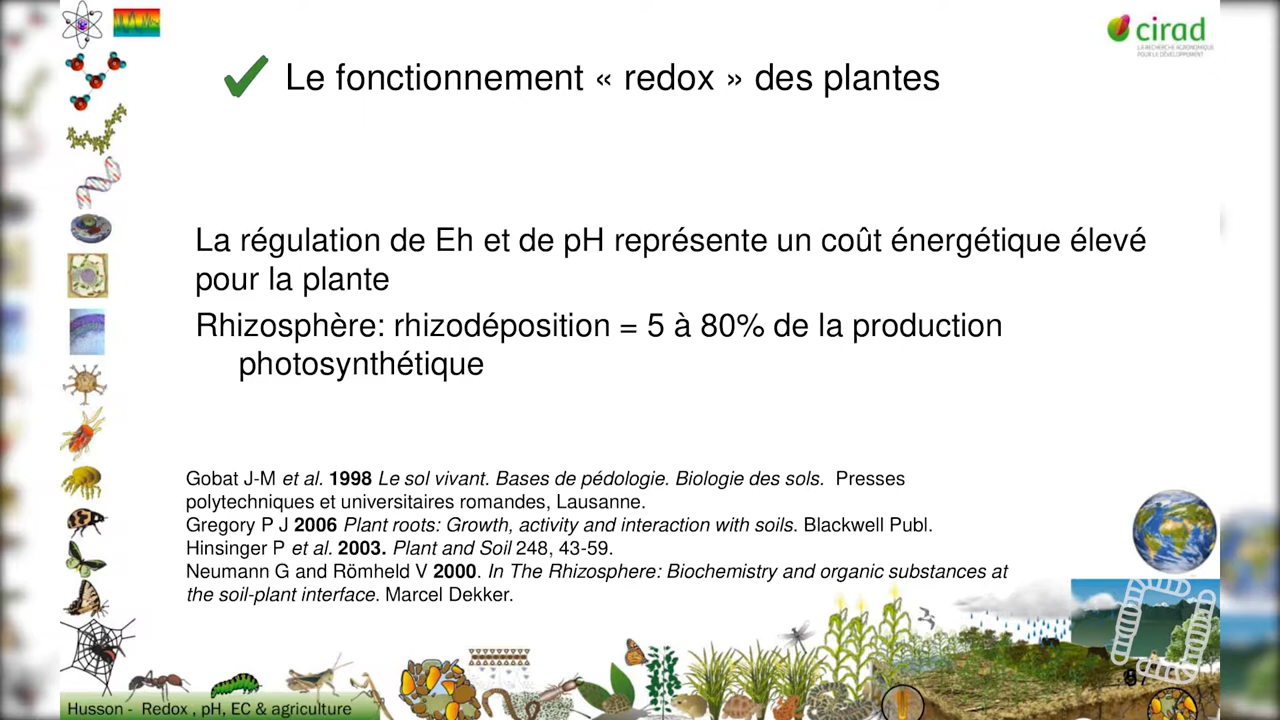 cirad
LA RECHERCHE AGRONOMIQUE
POUR LE DÉVELOPPEMENT
Le fonctionnement « redox » des plantes
La régulation de Eh et de pH représente un coût énergétique élevé
pour la plante
Rhizosphère: rhizodéposition = 5 à 80% de la production
photosynthétique
Gobat J-M et al. 1998 Le sol vivant. Bases de pédologie. Biologie des sols. Presses
polytechniques et universitaires romandes, Lausanne.
Gregory P J 2006 Plant roots: Growth, activity and interaction with soils. Blackwell Publ.
Hinsinger P et al. 2003. Plant and Soil 248, 43-59.
Neumann G and Römheld V 2000. In The Rhizosphere: Biochemistry and organic substances at
the soil-plant interface. Marcel Dekker.
Husson - Redox , pH, EC & agriculture